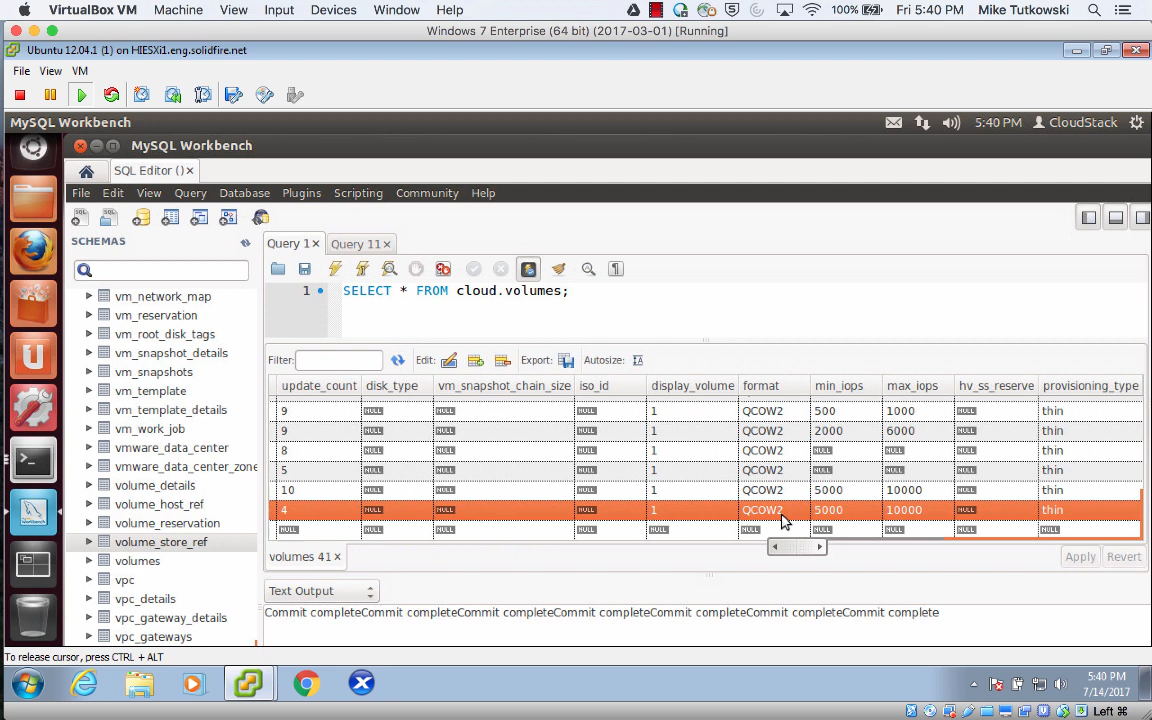 VirtualBox VM Machine View Input Devices Window Help 100% Fri 5:40 PM Mike Tutkowski
Windows 7 Enterprise (64 bit) (2017-03-01) [Running]
Ubuntu 12.04.1 (1) on HIESXi1.eng.solidfire.net
File View VM
MySQL Workbench 5:40 PM CloudStack
MySQL Workbench
SQL Editor ()
File Edit View Query Database Plugins Scripting Community Help
SCHEMAS
vm_network_map
vm_reservation
vm_root_disk_tags
vm_snapshot_details
vm_snapshots
vm_template
vm_template_details
vm_work_job
vmware_data_center
vmware_data_center_zone
volume_details
volume_host_ref
volume_reservation
volume_store_ref
volumes
vpc
vpc_details
vpc_gateway_details
vpc_gateways
Query 1 Query 11
1 SELECT * FROM cloud.volumes;
Filter: Edit: Export: Autosize:
update_count disk_type vm_snapshot_chain_size iso_id display_volume format min_iops max_iops hv_ss_reserve provisioning_type
9 NULL NULL NULL 1 QCOW2 500 1000 NULL thin
9 NULL NULL NULL 1 QCOW2 2000 6000 NULL thin
8 NULL NULL NULL 1 QCOW2 NULL NULL NULL thin
5 NULL NULL NULL 1 QCOW2 NULL NULL NULL thin
10 NULL NULL NULL 1 QCOW2 5000 10000 NULL thin
4 NULL NULL NULL 1 QCOW2 5000 10000 NULL thin
NULL NULL NULL NULL NULL NULL NULL NULL NULL NULL
volumes 41 Apply Revert
Text Output
Commit completeCommit completeCommit completeCommit completeCommit completeCommit completeCommit complete
To release cursor, press CTRL + ALT
5:40 PM
7/14/2017
Left ⌘